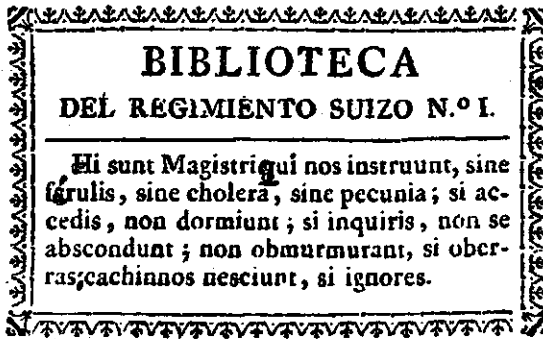 BIBLIOTECA
DEL REGIMIENTO SUIZO N.º I.
Hi sunt Magistri qui nos instruunt, sine
ferulis, sine cholera, sine pecunia; si ac-
cedis, non dormiunt; si inquiris, non se
abscondunt; non obmurmurant, si ober-
ras; cachinnos nesciunt, si ignores.